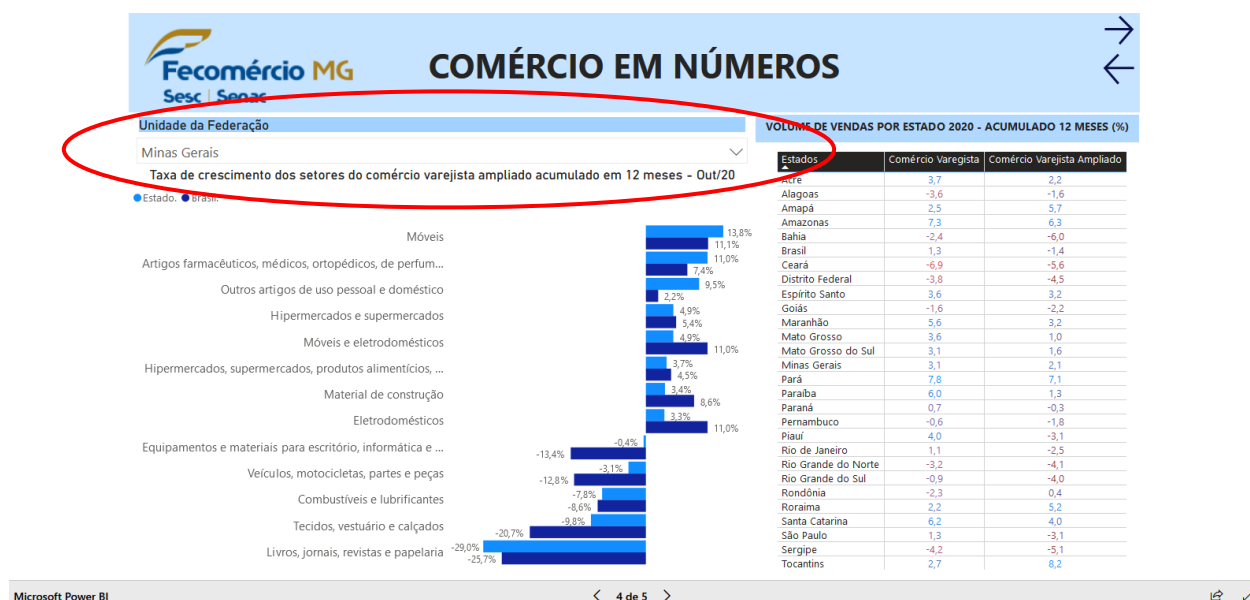 Fecomércio MG
Sesc | Senac
COMÉRCIO EM NÚMEROS
Unidade da Federação
Minas Gerais
Taxa de crescimento dos setores do comércio varejista ampliado acumulado em 12 meses - Out/20
Estado. Brasil.
Móveis
13,8%
11,1%
Artigos farmacêuticos, médicos, ortopédicos, de perfum...
11,0%
7,4%
Outros artigos de uso pessoal e doméstico
9,5%
2,2%
Hipermercados e supermercados
4,9%
5,4%
Móveis e eletrodomésticos
4,9%
11,0%
Hipermercados, supermercados, produtos alimentícios, ...
3,7%
4,5%
Material de construção
3,4%
8,6%
Eletrodomésticos
3,3%
11,0%
Equipamentos e materiais para escritório, informática e ...
-0,4%
-13,4%
Veículos, motocicletas, partes e peças
-3,1%
-12,8%
Combustíveis e lubrificantes
-7,8%
-8,6%
Tecidos, vestuário e calçados
-9,8%
-20,7%
Livros, jornais, revistas e papelaria
-29,0%
-25,7%
VOLUME DE VENDAS POR ESTADO 2020 - ACUMULADO 12 MESES (%)
Estados Comércio Varegista Comércio Varejista Ampliado
Acre 3,7 2,2
Alagoas -3,6 -1,6
Amapá 2,5 5,7
Amazonas 7,3 6,3
Bahia -2,4 -6,0
Brasil 1,3 -1,4
Ceará -6,9 -5,6
Distrito Federal -3,8 -4,5
Espírito Santo 3,6 3,2
Goiás -1,6 -2,2
Maranhão 5,6 3,2
Mato Grosso 3,6 1,0
Mato Grosso do Sul 3,1 1,6
Minas Gerais 3,1 2,1
Pará 7,8 7,1
Paraíba 6,0 1,3
Paraná 0,7 -0,3
Pernambuco -0,6 -1,8
Piauí 4,0 -3,1
Rio de Janeiro 1,1 -2,5
Rio Grande do Norte -3,2 -4,1
Rio Grande do Sul -0,9 -4,0
Rondônia -2,3 0,4
Roraima 2,2 5,2
Santa Catarina 6,2 4,0
São Paulo 1,3 -3,1
Sergipe -4,2 -5,1
Tocantins 2,7 8,2
Microsoft Power BI
4 de 5